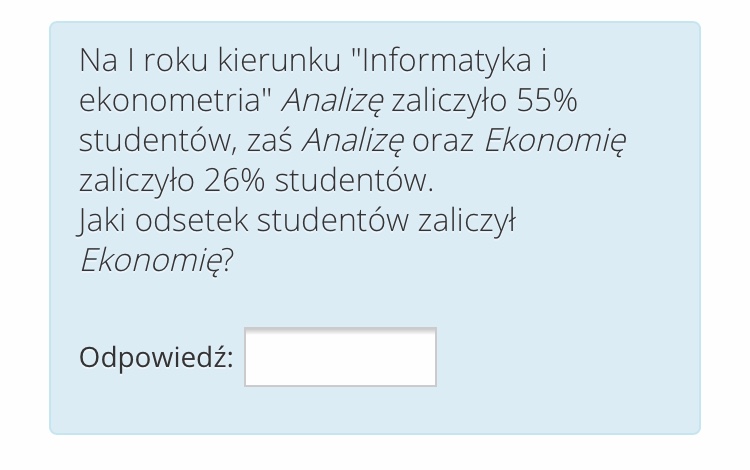 Na I roku kierunku "Informatyka i
ekonometria" Analizę zaliczyło 55%
studentów, zaś Analizę oraz Ekonomię
zaliczyło 26% studentów.
Jaki odsetek studentów zaliczył
Ekonomię?
Odpowiedź: